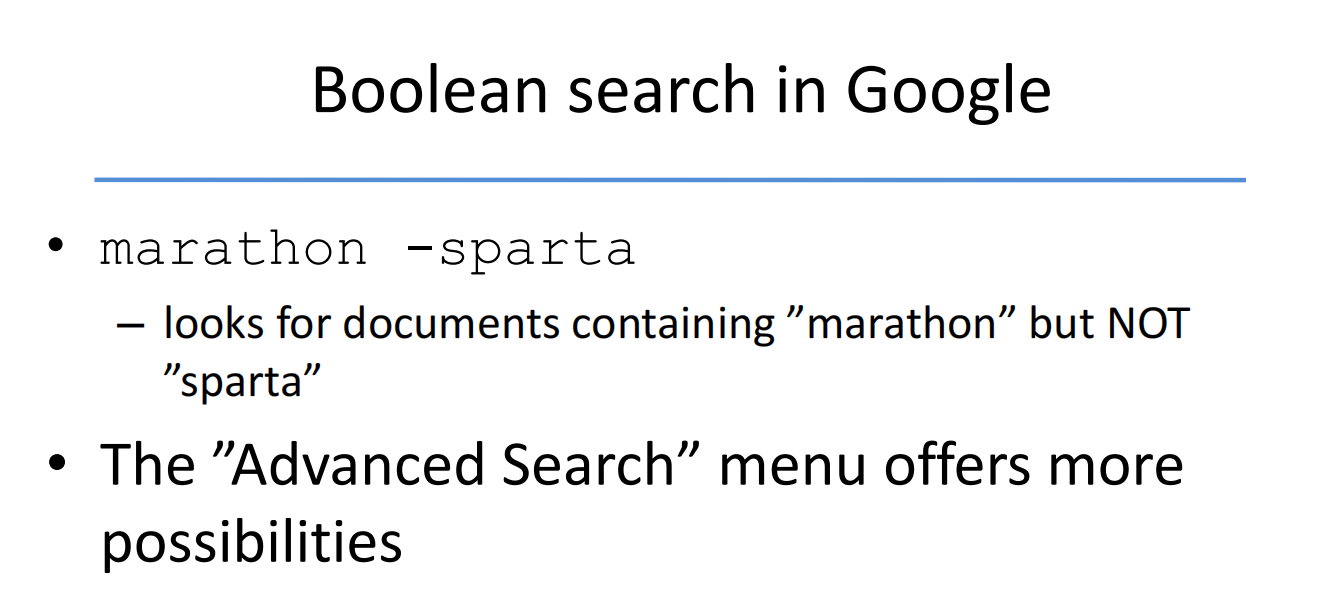 Boolean search in Google
• marathon -sparta
– looks for documents containing ”marathon” but NOT
”sparta”
• The ”Advanced Search” menu offers more
possibilities